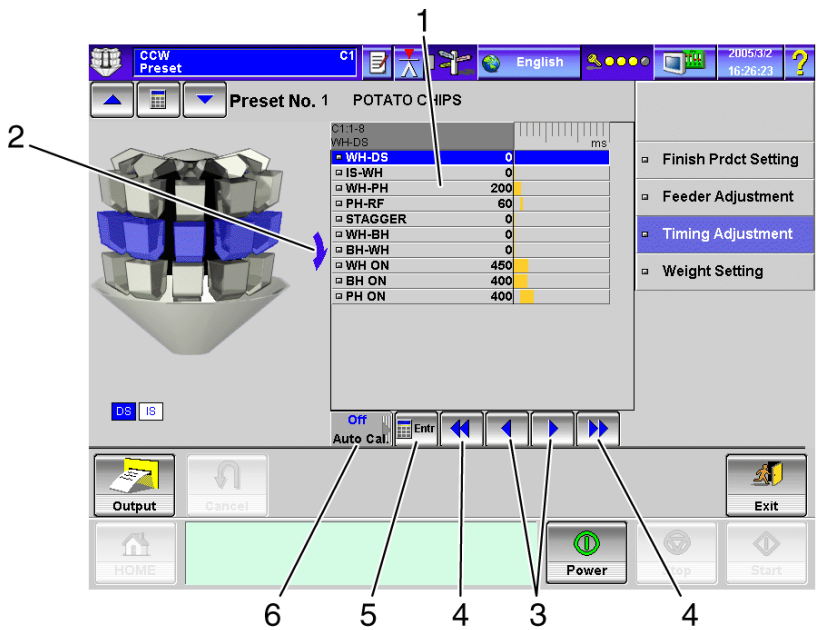 1
CCW C1
Preset
English
2005/3/2
16:26:23
?
Preset No. 1 POTATO CHIPS
2
C1:1-8
WH-DS ms
WH-DS 0
IS-WH 0
WH-PH 200
PH-RF 60
STAGGER 0
WH-BH 0
BH-WH 0
WH ON 450
BH ON 400
PH ON 400
Finish Prdct Setting
Feeder Adjustment
Timing Adjustment
Weight Setting
DS IS
Off
Auto Cal.
Entr
Output
Cancel
Exit
HOME
Power
Stop
Start
6 5 4 3 4